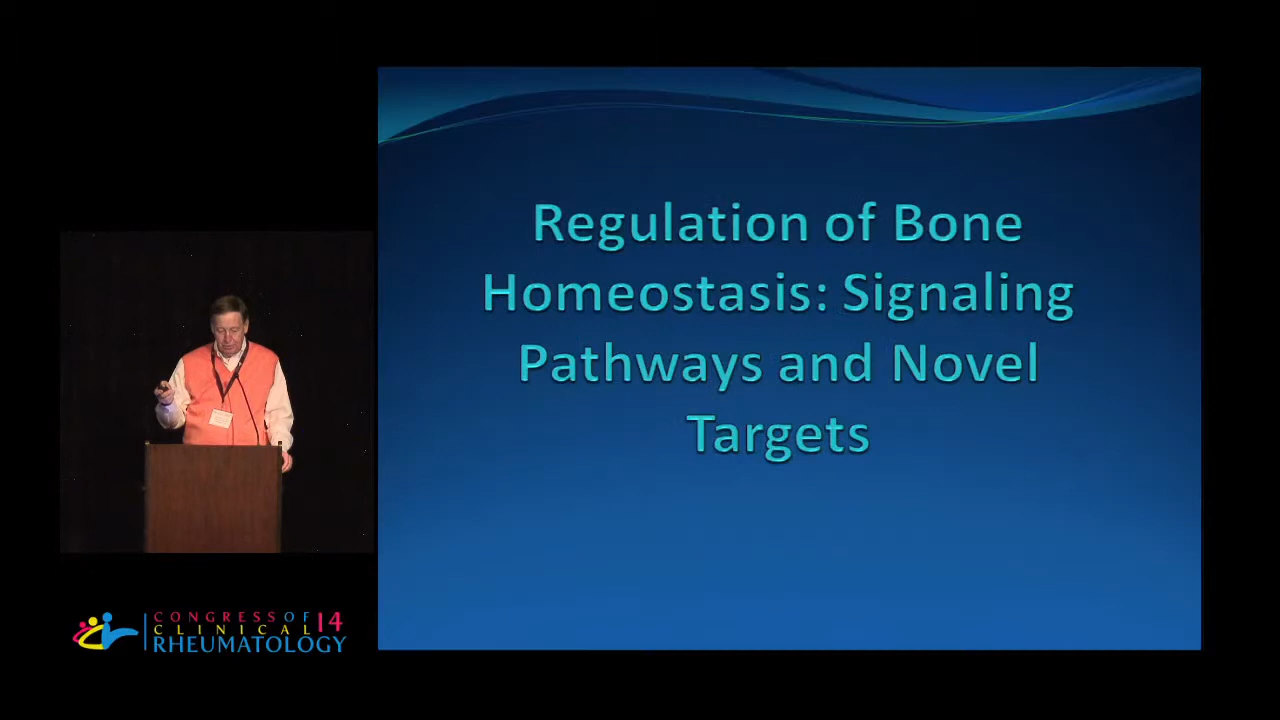 Regulation of Bone
Homeostasis: Signaling
Pathways and Novel
Targets
CONGRESS OF 14
CLINICAL
RHEUMATOLOGY